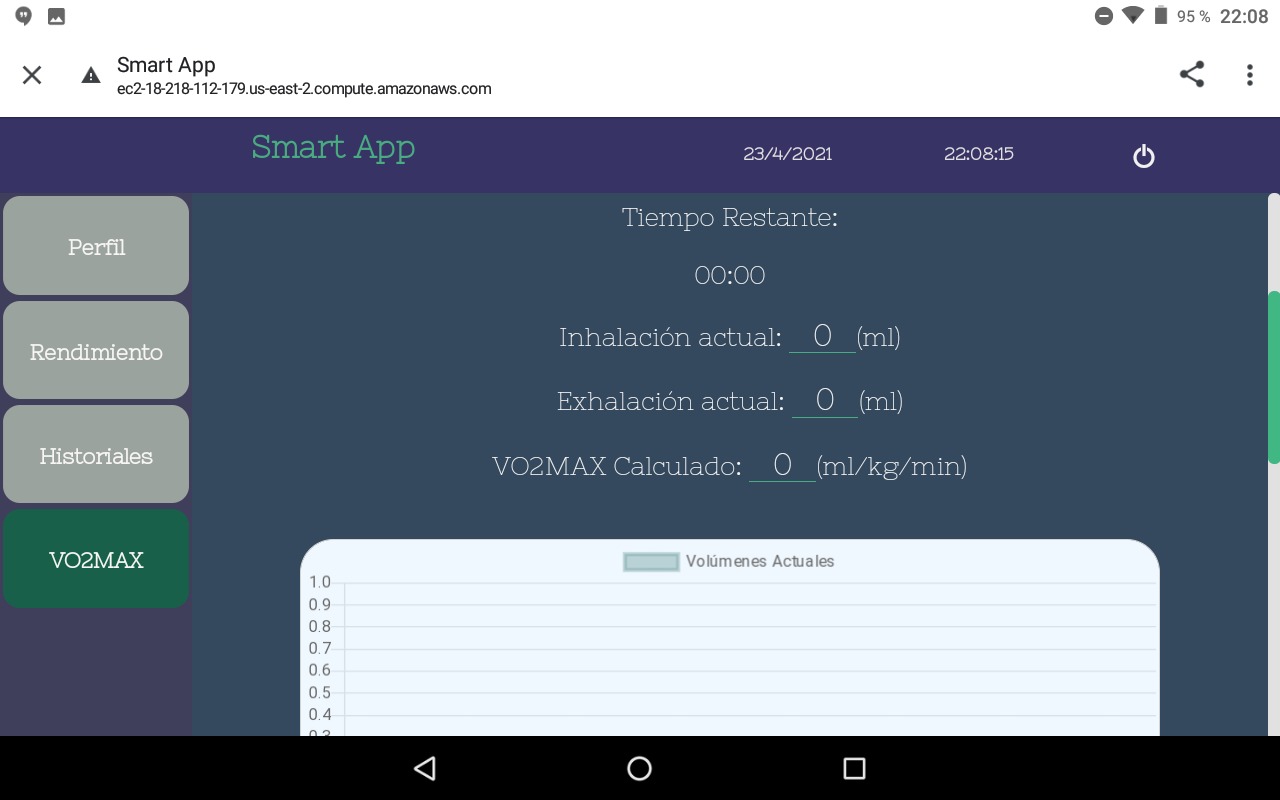 95 % 22:08
Smart App
ec2-18-218-112-179.us-east-2.compute.amazonaws.com
Smart App 23/4/2021 22:08:15
Perfil
Rendimiento
Historiales
VO2MAX
Tiempo Restante:
00:00
Inhalación actual: 0 (ml)
Exhalación actual: 0 (ml)
VO2MAX Calculado: 0 (ml/kg/min)
Volúmenes Actuales
1.0
0.9
0.8
0.7
0.6
0.5
0.4
0.3